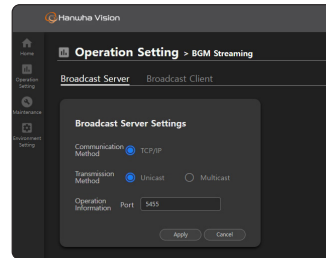 Hanwha Vision
Home
Operation Setting > BGM Streaming
Operation
Setting
Broadcast Server Broadcast Client
Maintenance
Environment
Setting
Broadcast Server Settings
Communication
Method
TCP/IP
Transmission
Method
Unicast Multicast
Operation
Information
Port 5455
Apply Cancel